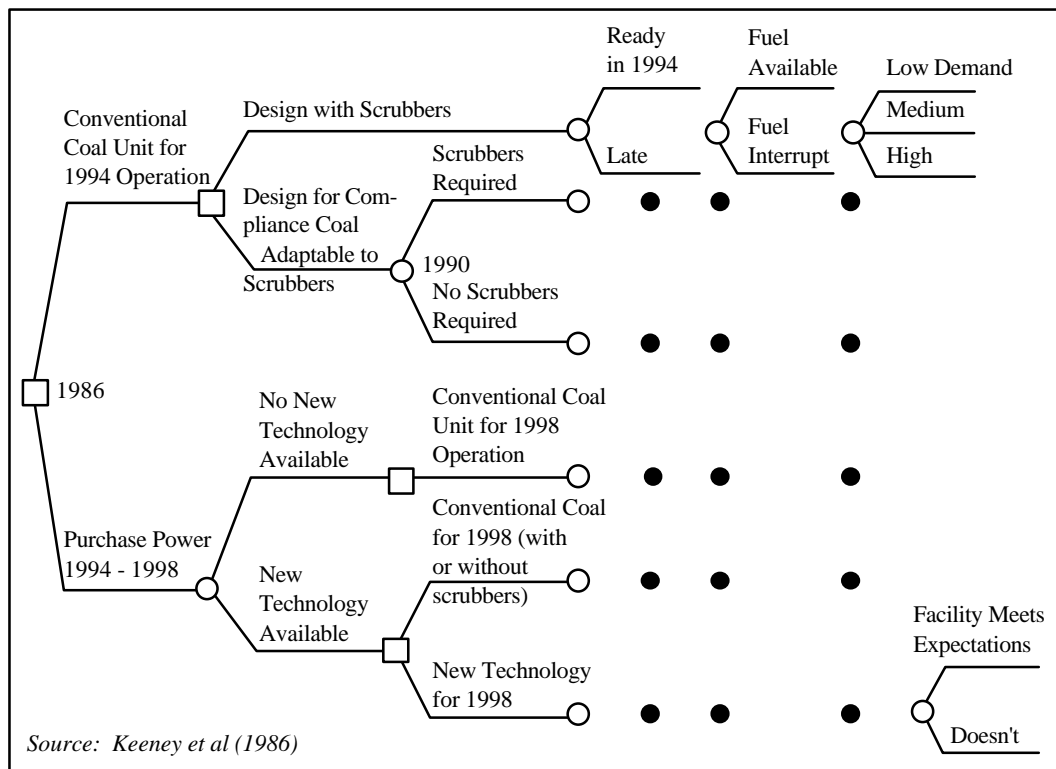 Ready
in 1994
Fuel
Available
Low Demand
Medium
High
Conventional
Coal Unit for
1994 Operation
Design with Scrubbers
Late
Fuel
Interrupt
Scrubbers
Required
Design for Com-
pliance Coal
Adaptable to
Scrubbers
1990
No Scrubbers
Required
1986
No New
Technology
Available
Conventional Coal
Unit for 1998
Operation
Purchase Power
1994 - 1998
New
Technology
Available
Conventional Coal
for 1998 (with
or without
scrubbers)
New Technology
for 1998
Facility Meets
Expectations
Doesn't
Source: Keeney et al (1986)